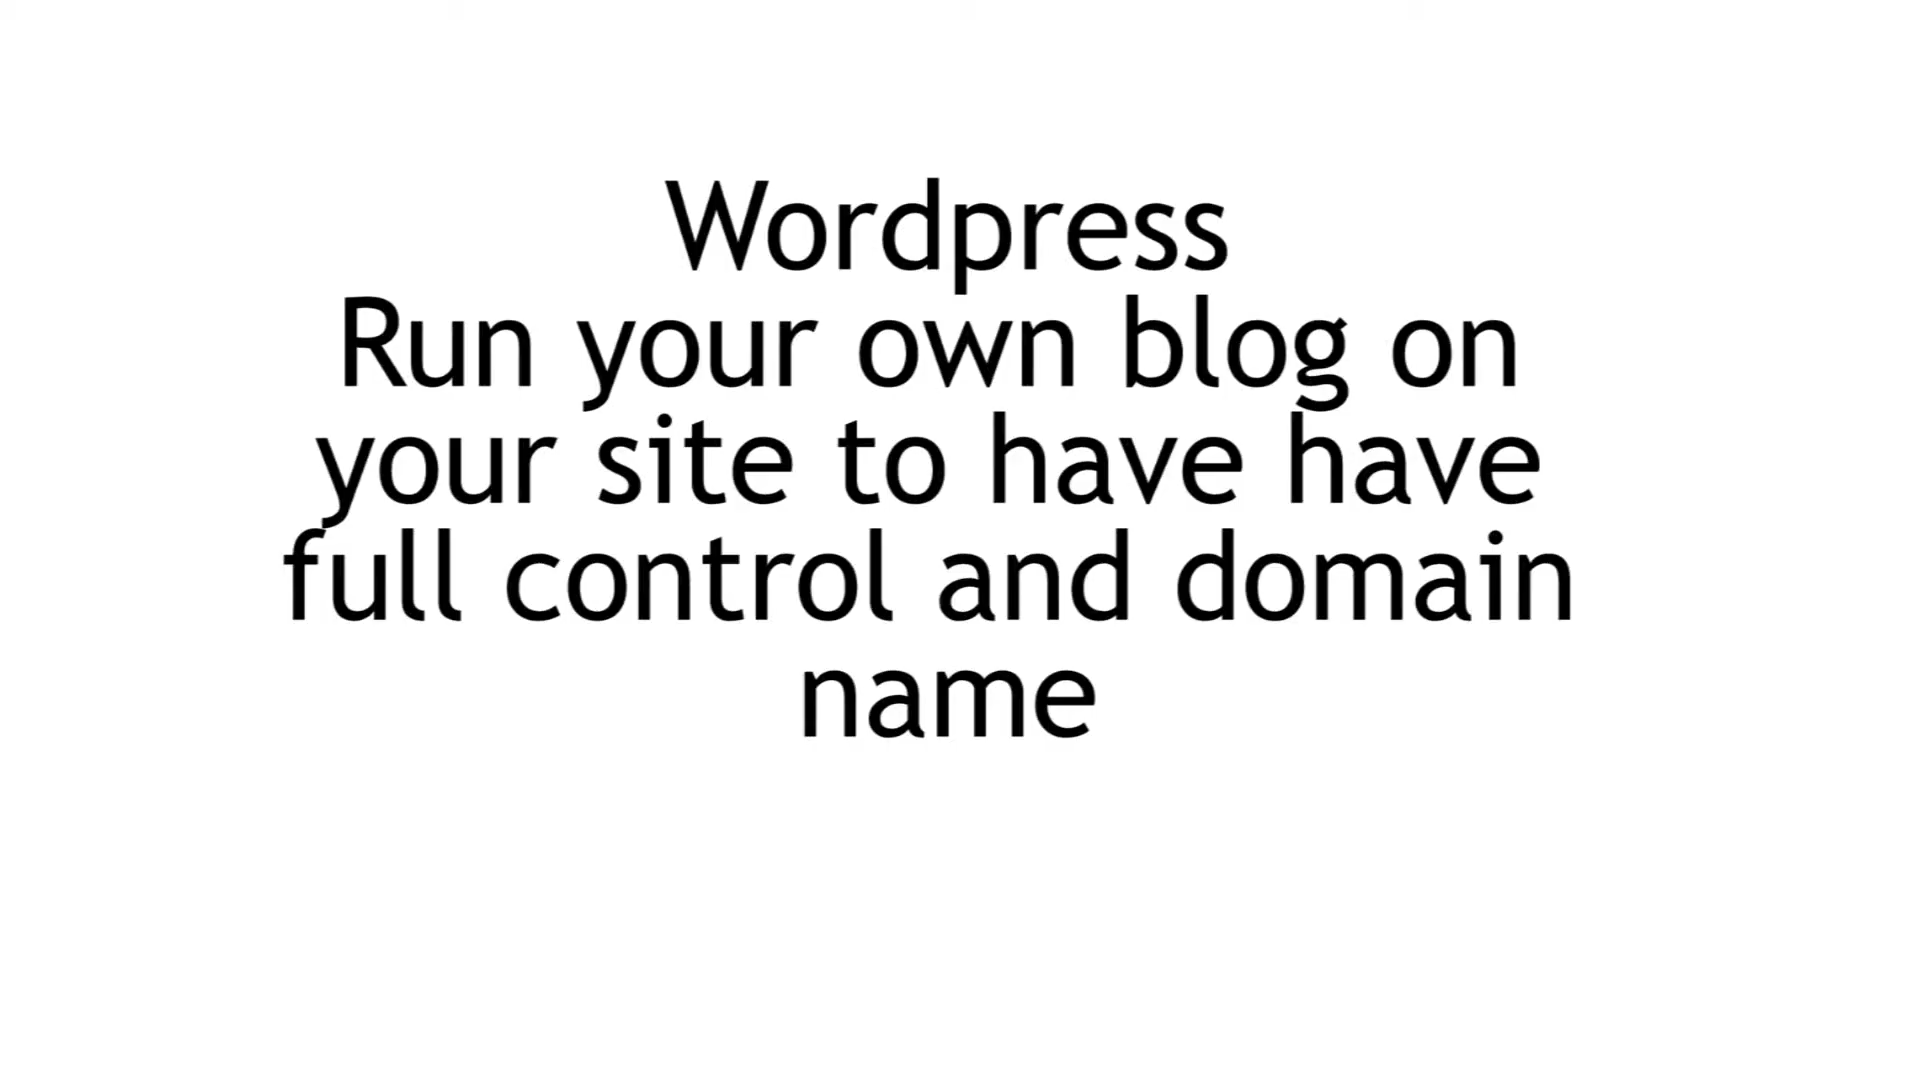 Wordpress
Run your own blog on
your site to have have
full control and domain
name